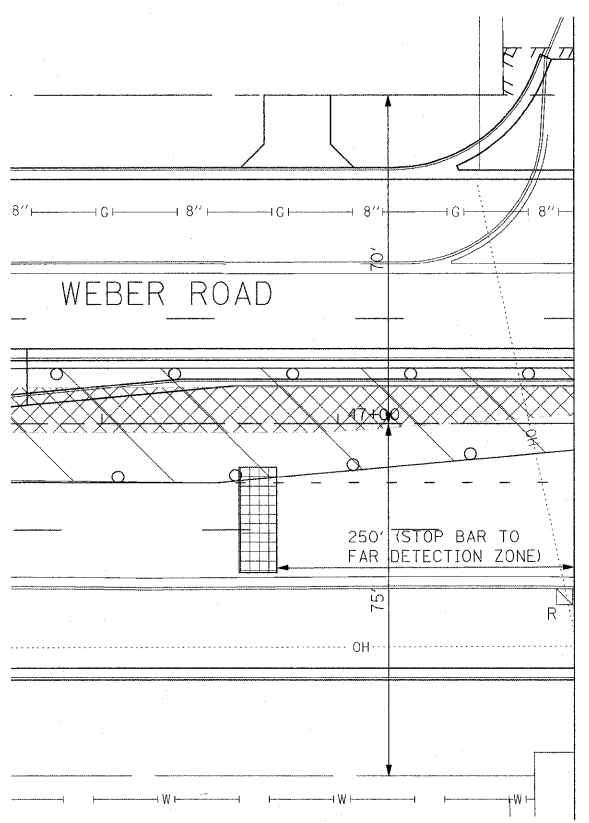 8" G 8" G 8" G 8"
70'
WEBER ROAD
47+00
OH
250' (STOP BAR TO
FAR DETECTION ZONE)
75'
R
OH
W W W